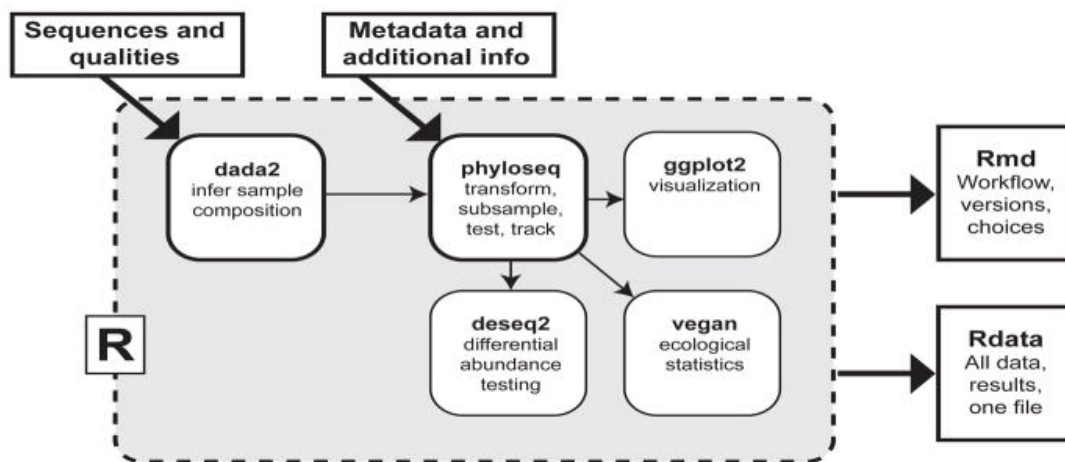 Sequences and
qualities
Metadata and
additional info
dada2
infer sample
composition
phyloseq
transform,
subsample,
test, track
ggplot2
visualization
Rmd
Workflow,
versions,
choices
R
deseq2
differential
abundance
testing
vegan
ecological
statistics
Rdata
All data,
results,
one file